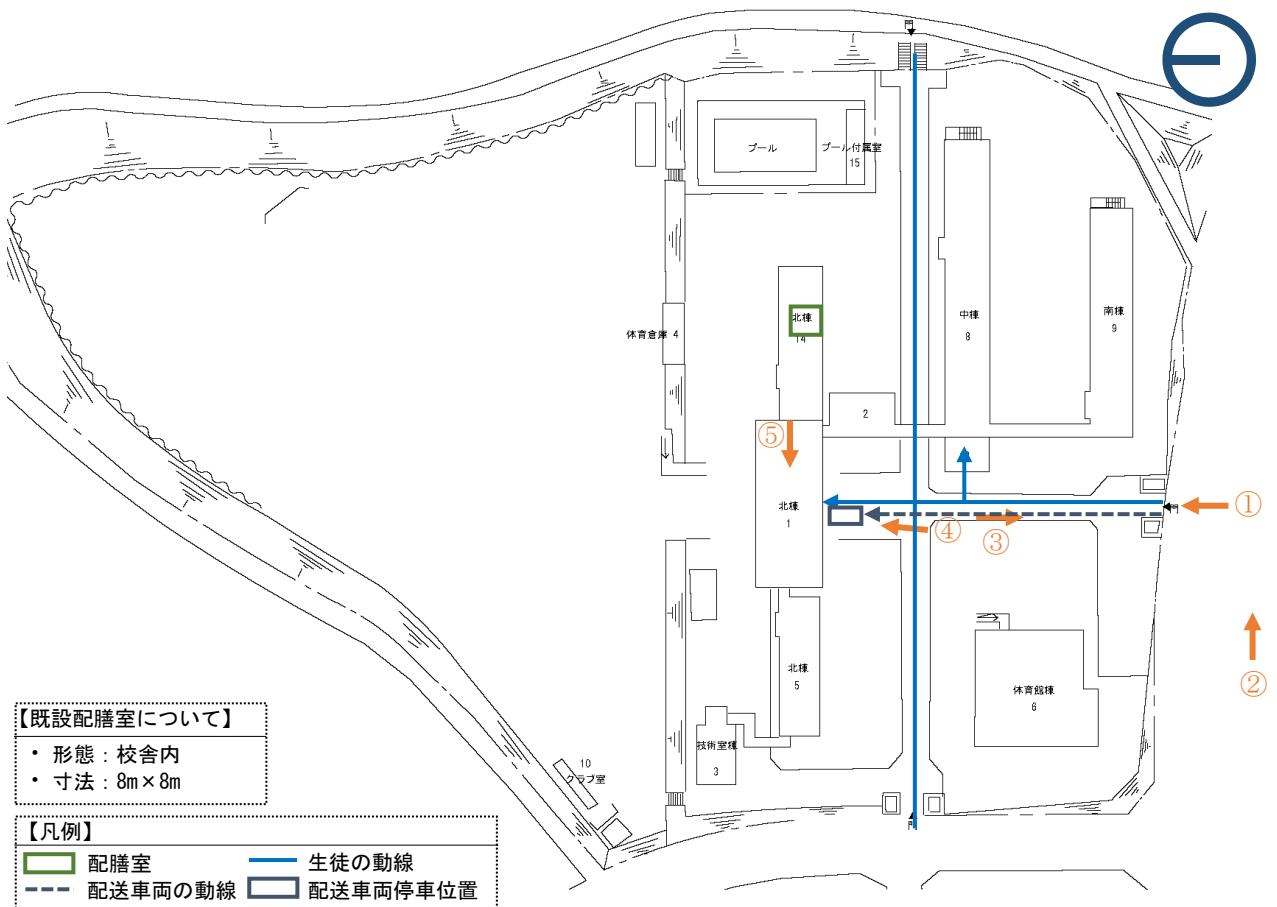 門
プール
プール付属室
15
北棟
14
体育倉庫 4
中棟
8
南棟
9
2
⑤
北棟
1
門
①
④
③
②
北棟
5
体育館棟
6
技術室棟
3
10
クラブ室
門
【既設配膳室について】
・ 形態：校舎内
・ 寸法：8m×8m
【凡例】
配膳室
生徒の動線
配送車両の動線
配送車両停車位置